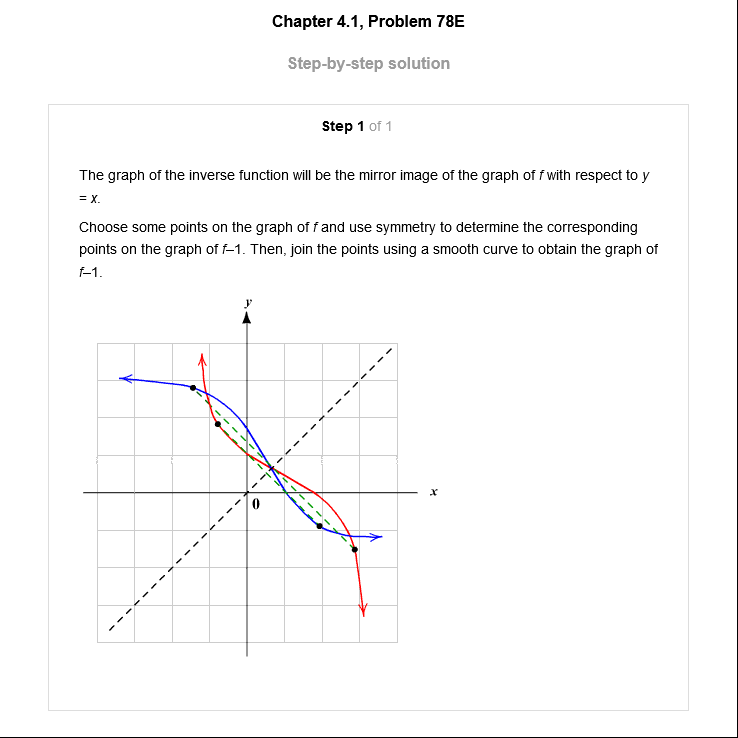 Chapter 4.1, Problem 78E
Step-by-step solution
Step 1 of 1
The graph of the inverse function will be the mirror image of the graph of f with respect to y
= x.
Choose some points on the graph of f and use symmetry to determine the corresponding
points on the graph of f–1. Then, join the points using a smooth curve to obtain the graph of
f–1.
y
x
0